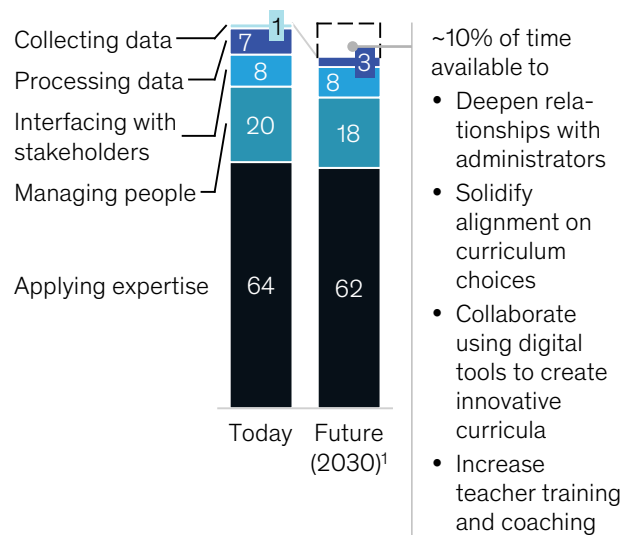 Collecting data
Processing data
Interfacing with
stakeholders
Managing people
Applying expertise
1
7
8
20
64
3
8
18
62
Today
Future
(2030)¹
~10% of time
available to
• Deepen rela-
tionships with
administrators
• Solidify
alignment on
curriculum
choices
• Collaborate
using digital
tools to create
innovative
curricula
• Increase
teacher training
and coaching